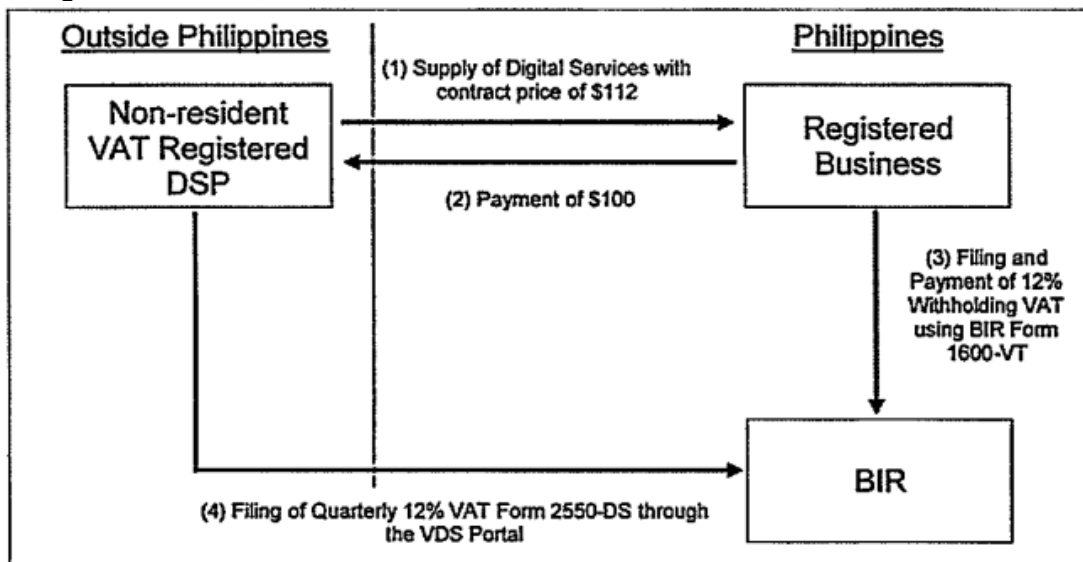 Outside Philippines
Philippines
(1) Supply of Digital Services with
contract price of $112
Non-resident
VAT Registered
DSP
Registered
Business
(2) Payment of $100
(3) Filing and
Payment of 12%
Withholding VAT
using BIR Form
1600-VT
BIR
(4) Filing of Quarterly 12% VAT Form 2550-DS through
the VDS Portal